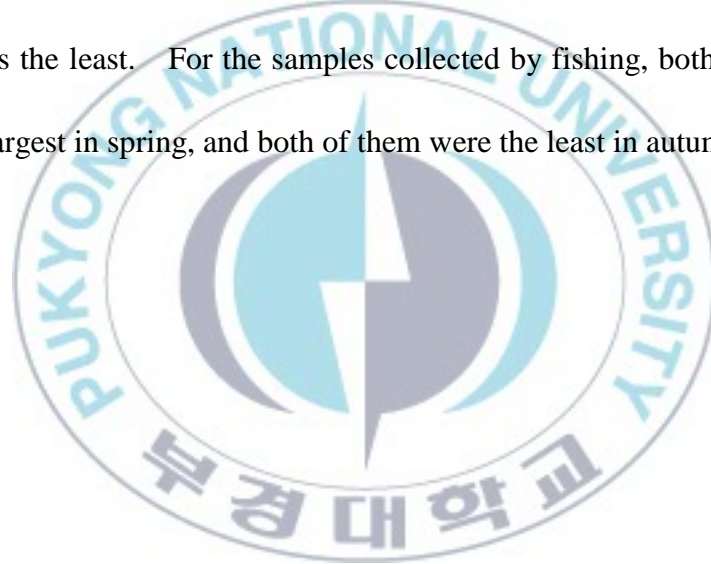 s the least. For the samples collected by fishing, both
argest in spring, and both of them were the least in autu
PUKYONG NATIONAL UNIVERSITY
부경대학교